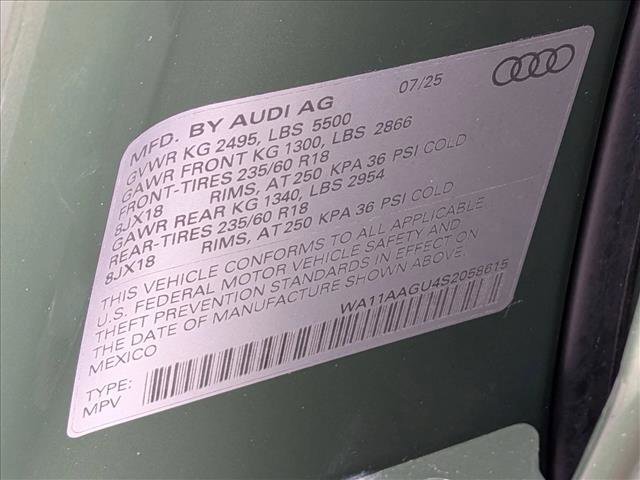 07/25
MFD. BY AUDI AG
GVWR KG 2495, LBS 5500
GAWR FRONT KG 1300, LBS 2866
FRONT-TIRES 235/60 R18
8JX18 RIMS, AT 250 KPA 36 PSI COLD
GAWR REAR KG 1340, LBS 2954
REAR-TIRES 235/60 R18
8JX18 RIMS, AT 250 KPA 36 PSI COLD
THIS VEHICLE CONFORMS TO ALL APPLICABLE
U.S. FEDERAL MOTOR VEHICLE SAFETY AND
THEFT PREVENTION STANDARDS IN EFFECT ON
THE DATE OF MANUFACTURE SHOWN ABOVE.
MEXICO
WA11AAGU4S2058615
TYPE:
MPV